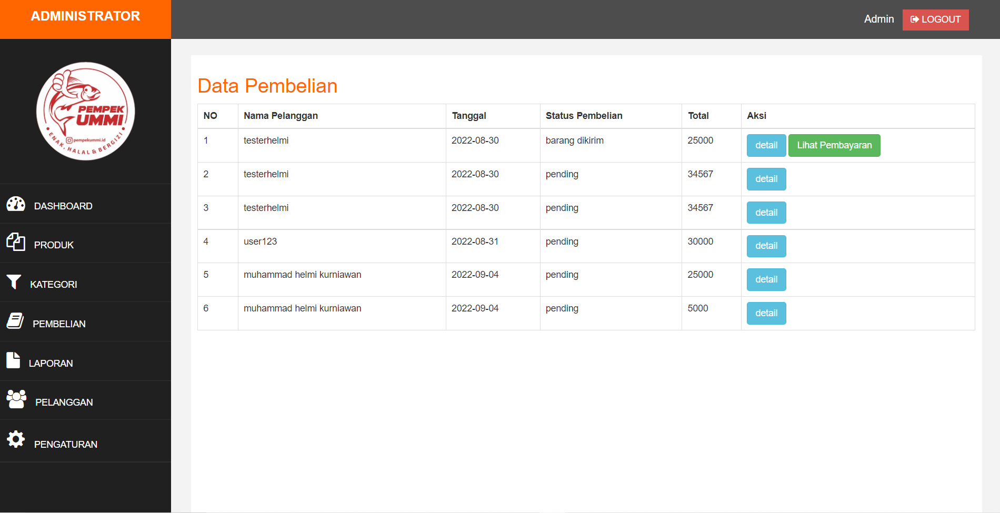 ADMINISTRATOR
Admin
LOGOUT
PEMPEK
UMMI
pempekummi.id
ENAK, HALAL & BERGIZI
DASHBOARD
PRODUK
KATEGORI
PEMBELIAN
LAPORAN
PELANGGAN
PENGATURAN
Data Pembelian
NO Nama Pelanggan Tanggal Status Pembelian Total Aksi
1 testerhelmi 2022-08-30 barang dikirim 25000 detail Lihat Pembayaran
2 testerhelmi 2022-08-30 pending 34567 detail
3 testerhelmi 2022-08-30 pending 34567 detail
4 user123 2022-08-31 pending 30000 detail
5 muhammad helmi kurniawan 2022-09-04 pending 25000 detail
6 muhammad helmi kurniawan 2022-09-04 pending 5000 detail